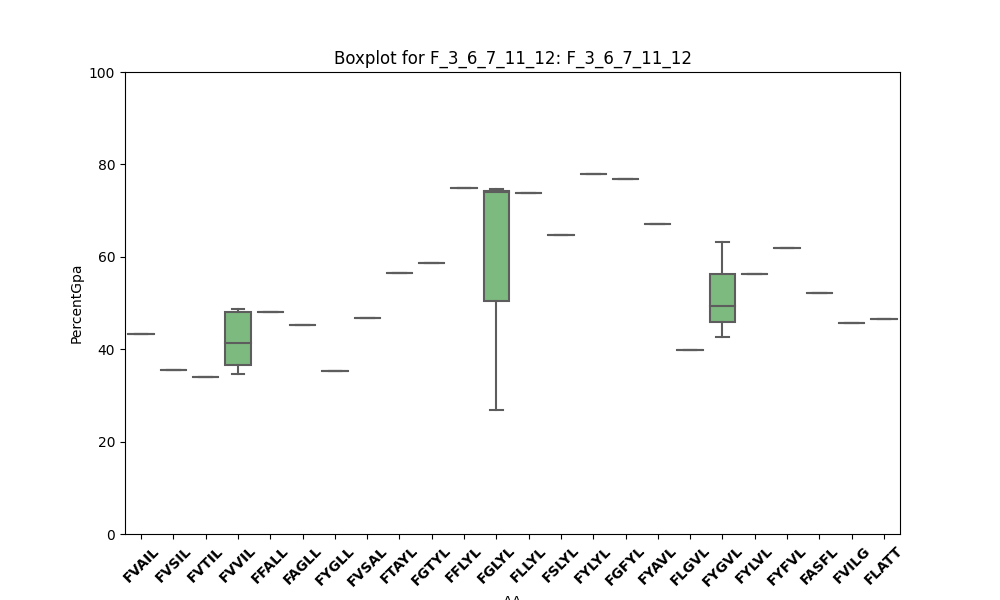 Boxplot for F_3_6_7_11_12: F_3_6_7_11_12
100
80
60
40
20
0
PercentGpa
FVAIL
FVSIL
FVTIL
FVVIL
FFALL
FAGLL
FYGLL
FVSAL
FTAYL
FGTYL
FFLYL
FGLYL
FLLYL
FSLYL
FYLYL
FGFYL
FYAVL
FLGVL
FYGVL
FYLVL
FYFVL
FASFL
FVILG
FLATT
AA